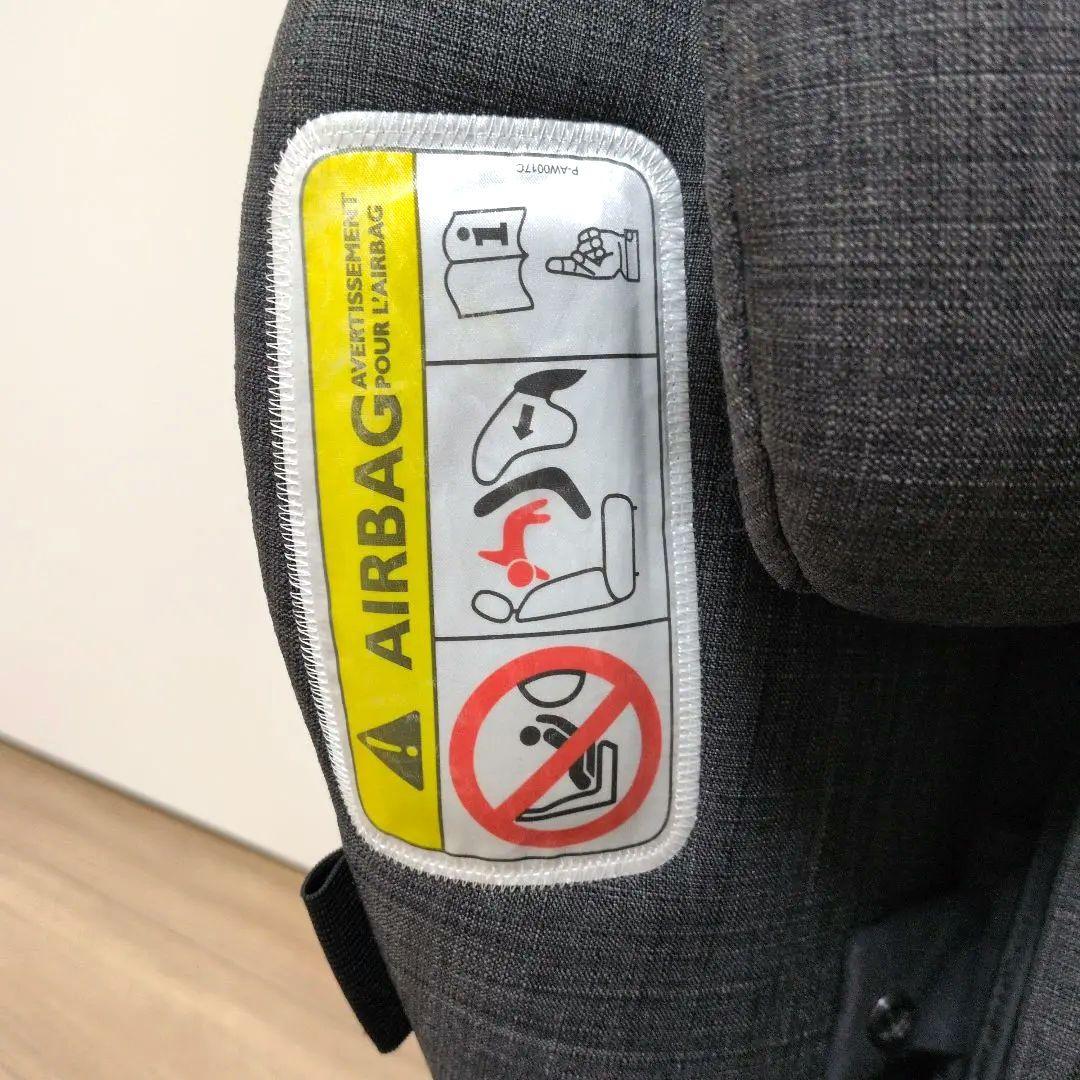 AIRBAG
AVERTISSEMENT
POUR L'AIRBAG
P-AW0017C
i